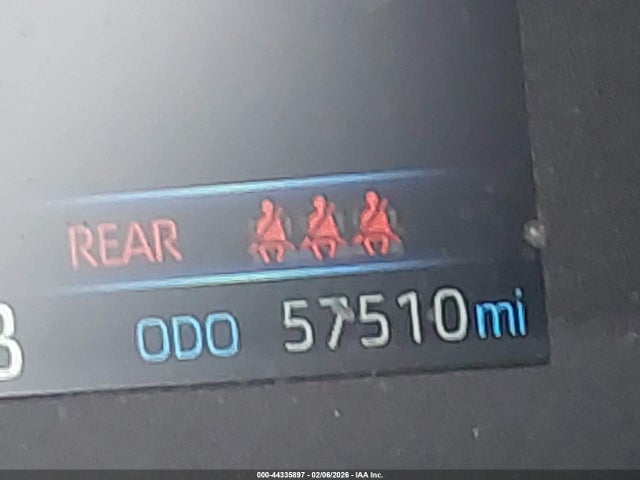 REAR
ODO 57510 mi
000-44335897 - 02/06/2026 - IAA Inc.